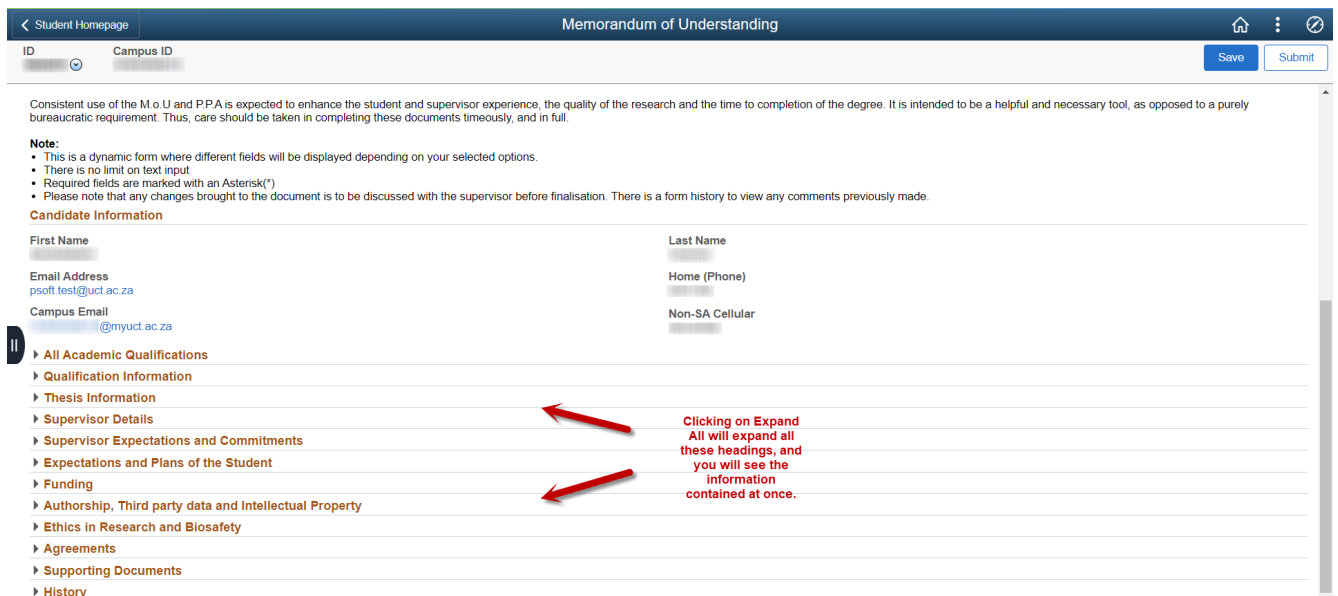 Student Homepage
Memorandum of Understanding
ID
Campus ID
Save
Submit
Consistent use of the M.o.U and P.P.A is expected to enhance the student and supervisor experience, the quality of the research and the time to completion of the degree. It is intended to be a helpful and necessary tool, as opposed to a purely
bureaucratic requirement. Thus, care should be taken in completing these documents timeously, and in full.
Note:
• This is a dynamic form where different fields will be displayed depending on your selected options.
• There is no limit on text input
• Required fields are marked with an Asterisk(*)
• Please note that any changes brought to the document is to be discussed with the supervisor before finalisation. There is a form history to view any comments previously made.
Candidate Information
First Name
Last Name
Email Address
psoft.test@uct.ac.za
Home (Phone)
Campus Email
@myuct.ac.za
Non-SA Cellular
All Academic Qualifications
Qualification Information
Thesis Information
Supervisor Details
Supervisor Expectations and Commitments
Expectations and Plans of the Student
Funding
Authorship, Third party data and Intellectual Property
Ethics in Research and Biosafety
Agreements
Supporting Documents
History
Clicking on Expand
All will expand all
these headings, and
you will see the
information
contained at once.